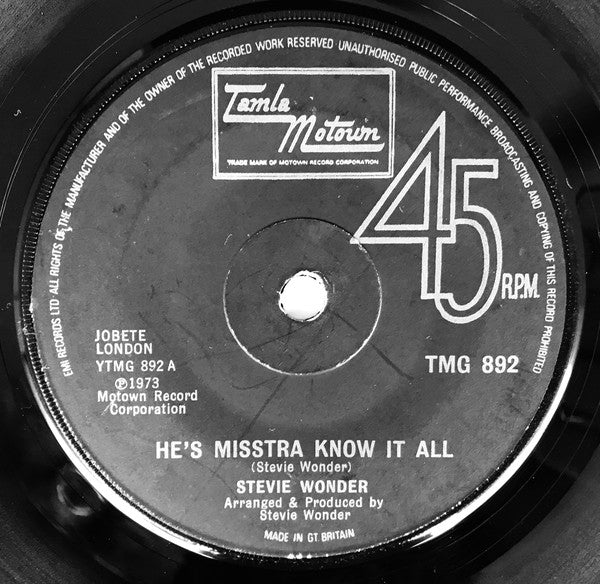 EMI RECORDS LTD ALL RIGHTS OF THE MANUFACTURER AND OF THE OWNER OF THE RECORDED WORK RESERVED UNAUTHORISED PUBLIC PERFORMANCE BROADCASTING AND COPYING OF THIS RECORD PROHIBITED
Tamla
Motown
TRADE MARK OF MOTOWN RECORD CORPORATION
45
R.P.M.
JOBETE
LONDON
YTMG 892 A
℗1973
Motown Record
Corporation
TMG 892
HE'S MISSTRA KNOW IT ALL
(Stevie Wonder)
STEVIE WONDER
Arranged & Produced by
Stevie Wonder
MADE IN GT. BRITAIN